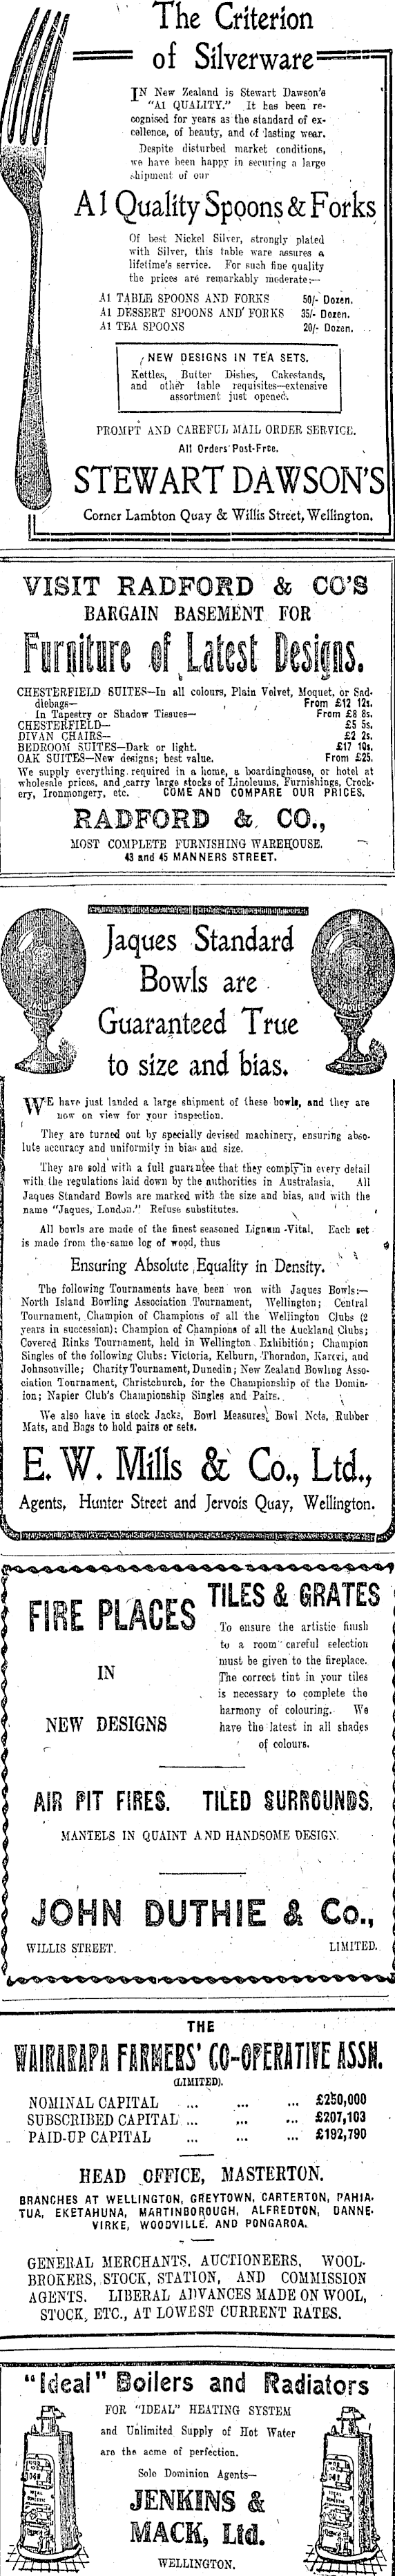 The Criterion
of Silverware
IN New Zealand is Stewart Dawson's
"A1 QUALITY." It has been re-
cognised for years as the standard of ex-
cellence, of beauty, and of lasting wear.
Despite disturbed market conditions,
we have been happy in securing a large
shipment of our
A1 Quality Spoons & Forks
Of best Nickel Silver, strongly plated
with Silver, this table ware assures a
lifetime's service. For such fine quality
the prices are remarkably moderate:—
A1 TABLE SPOONS AND FORKS 50/- Dozen.
A1 DESSERT SPOONS AND FORKS 35/- Dozen.
A1 TEA SPOONS 20/- Dozen.
NEW DESIGNS IN TEA SETS.
Kettles, Butter Dishes, Cakestands,
and other table requisites—extensive
assortment just opened.
PROMPT AND CAREFUL MAIL ORDER SERVICE.
All Orders Post-Free.
STEWART DAWSON'S
Corner Lambton Quay & Willis Street, Wellington.
VISIT RADFORD & CO'S
BARGAIN BASEMENT FOR
Furniture of Latest Designs.
CHESTERFIELD SUITES—In all colours, Plain Velvet, Moquet, or Sad-
dlebags— From £12 12s.
In Tapestry or Shadow Tissues— From £8 8s.
CHESTERFIELD— £5 5s.
DIVAN CHAIRS— £2 2s.
BEDROOM SUITES—Dark or light. £17 10s.
OAK SUITES—New designs; best value. From £25.
We supply everything required in a home, a boardinghouse, or hotel at
wholesale prices, and carry large stocks of Linoleums, Furnishings, Crock-
ery, Ironmongery, etc. COME AND COMPARE OUR PRICES.
RADFORD & CO.,
MOST COMPLETE FURNISHING WAREHOUSE.
43 and 45 MANNERS STREET.
Jaques Standard
Bowls are
Guaranteed True
to size and bias.
WE have just landed a large shipment of these bowls, and they are
now on view for your inspection.
They are turned out by specially devised machinery, ensuring abso-
lute accuracy and uniformity in bias and size.
They are sold with a full guarantee that they comply in every detail
with the regulations laid down by the authorities in Australasia. All
Jaques Standard Bowls are marked with the size and bias, and with the
name "Jaques, London." Refuse substitutes.
All bowls are made of the finest seasoned Lignum -Vital, Each set
is made from the same log of wood, thus
Ensuring Absolute Equality in Density.
The following Tournaments have been won with Jaques Bowls:—
North Island Bowling Association Tournament, Wellington; Central
Tournament, Champion of Champions of all the Wellington Clubs (2
years in succession): Champion of Champions of all the Auckland Clubs;
Covered Rinks Tournament, held in Wellington Exhibition; Champion
Singles of the following Clubs: Victoria, Kelburn, Thorndon, Karori, and
Johnsonville; Charity Tournament, Dunedin; New Zealand Bowling Asso-
ciation Tournament, Christchurch, for the Championship of the Domin-
ion; Napier Club's Championship Singles and Pairs.
We also have in stock Jacks, Bowl Measures, Bowl Nets, Rubber
Mats, and Bags to hold pairs or sets.
E. W. Mills & Co., Ltd.,
Agents, Hunter Street and Jervois Quay, Wellington.
FIRE PLACES
IN
NEW DESIGNS
TILES & GRATES
To ensure the artistic finish
to a room careful selection
must be given to the fireplace.
The correct tint in your tiles
is necessary to complete the
harmony of colouring. We
have the latest in all shades
of colours.
AIR PIT FIRES. TILED SURROUNDS.
MANTELS IN QUAINT AND HANDSOME DESIGN.
JOHN DUTHIE & Co.,
WILLIS STREET. LIMITED.
THE
WAIRARAPA FARMERS' CO-OPERATIVE ASSN.
(LIMITED).
NOMINAL CAPITAL ... ... ... £250,000
SUBSCRIBED CAPITAL ... ... ... £207,103
PAID-UP CAPITAL ... ... ... £192,790
HEAD OFFICE, MASTERTON.
BRANCHES AT WELLINGTON, GREYTOWN, CARTERTON, PAHIA-
TUA, EKETAHUNA, MARTINBOROUGH, ALFREDTON, DANNE-
VIRKE, WOODVILLE. AND PONGAROA.
GENERAL MERCHANTS, AUCTIONEERS, WOOL-
BROKERS, STOCK, STATION, AND COMMISSION
AGENTS. LIBERAL ADVANCES MADE ON WOOL,
STOCK, ETC., AT LOWEST CURRENT RATES.
"Ideal" Boilers and Radiators
FOR "IDEAL" HEATING SYSTEM
and Unlimited Supply of Hot Water
are the acme of perfection.
Sole Dominion Agents—
JENKINS &
MACK, Ltd.
WELLINGTON.